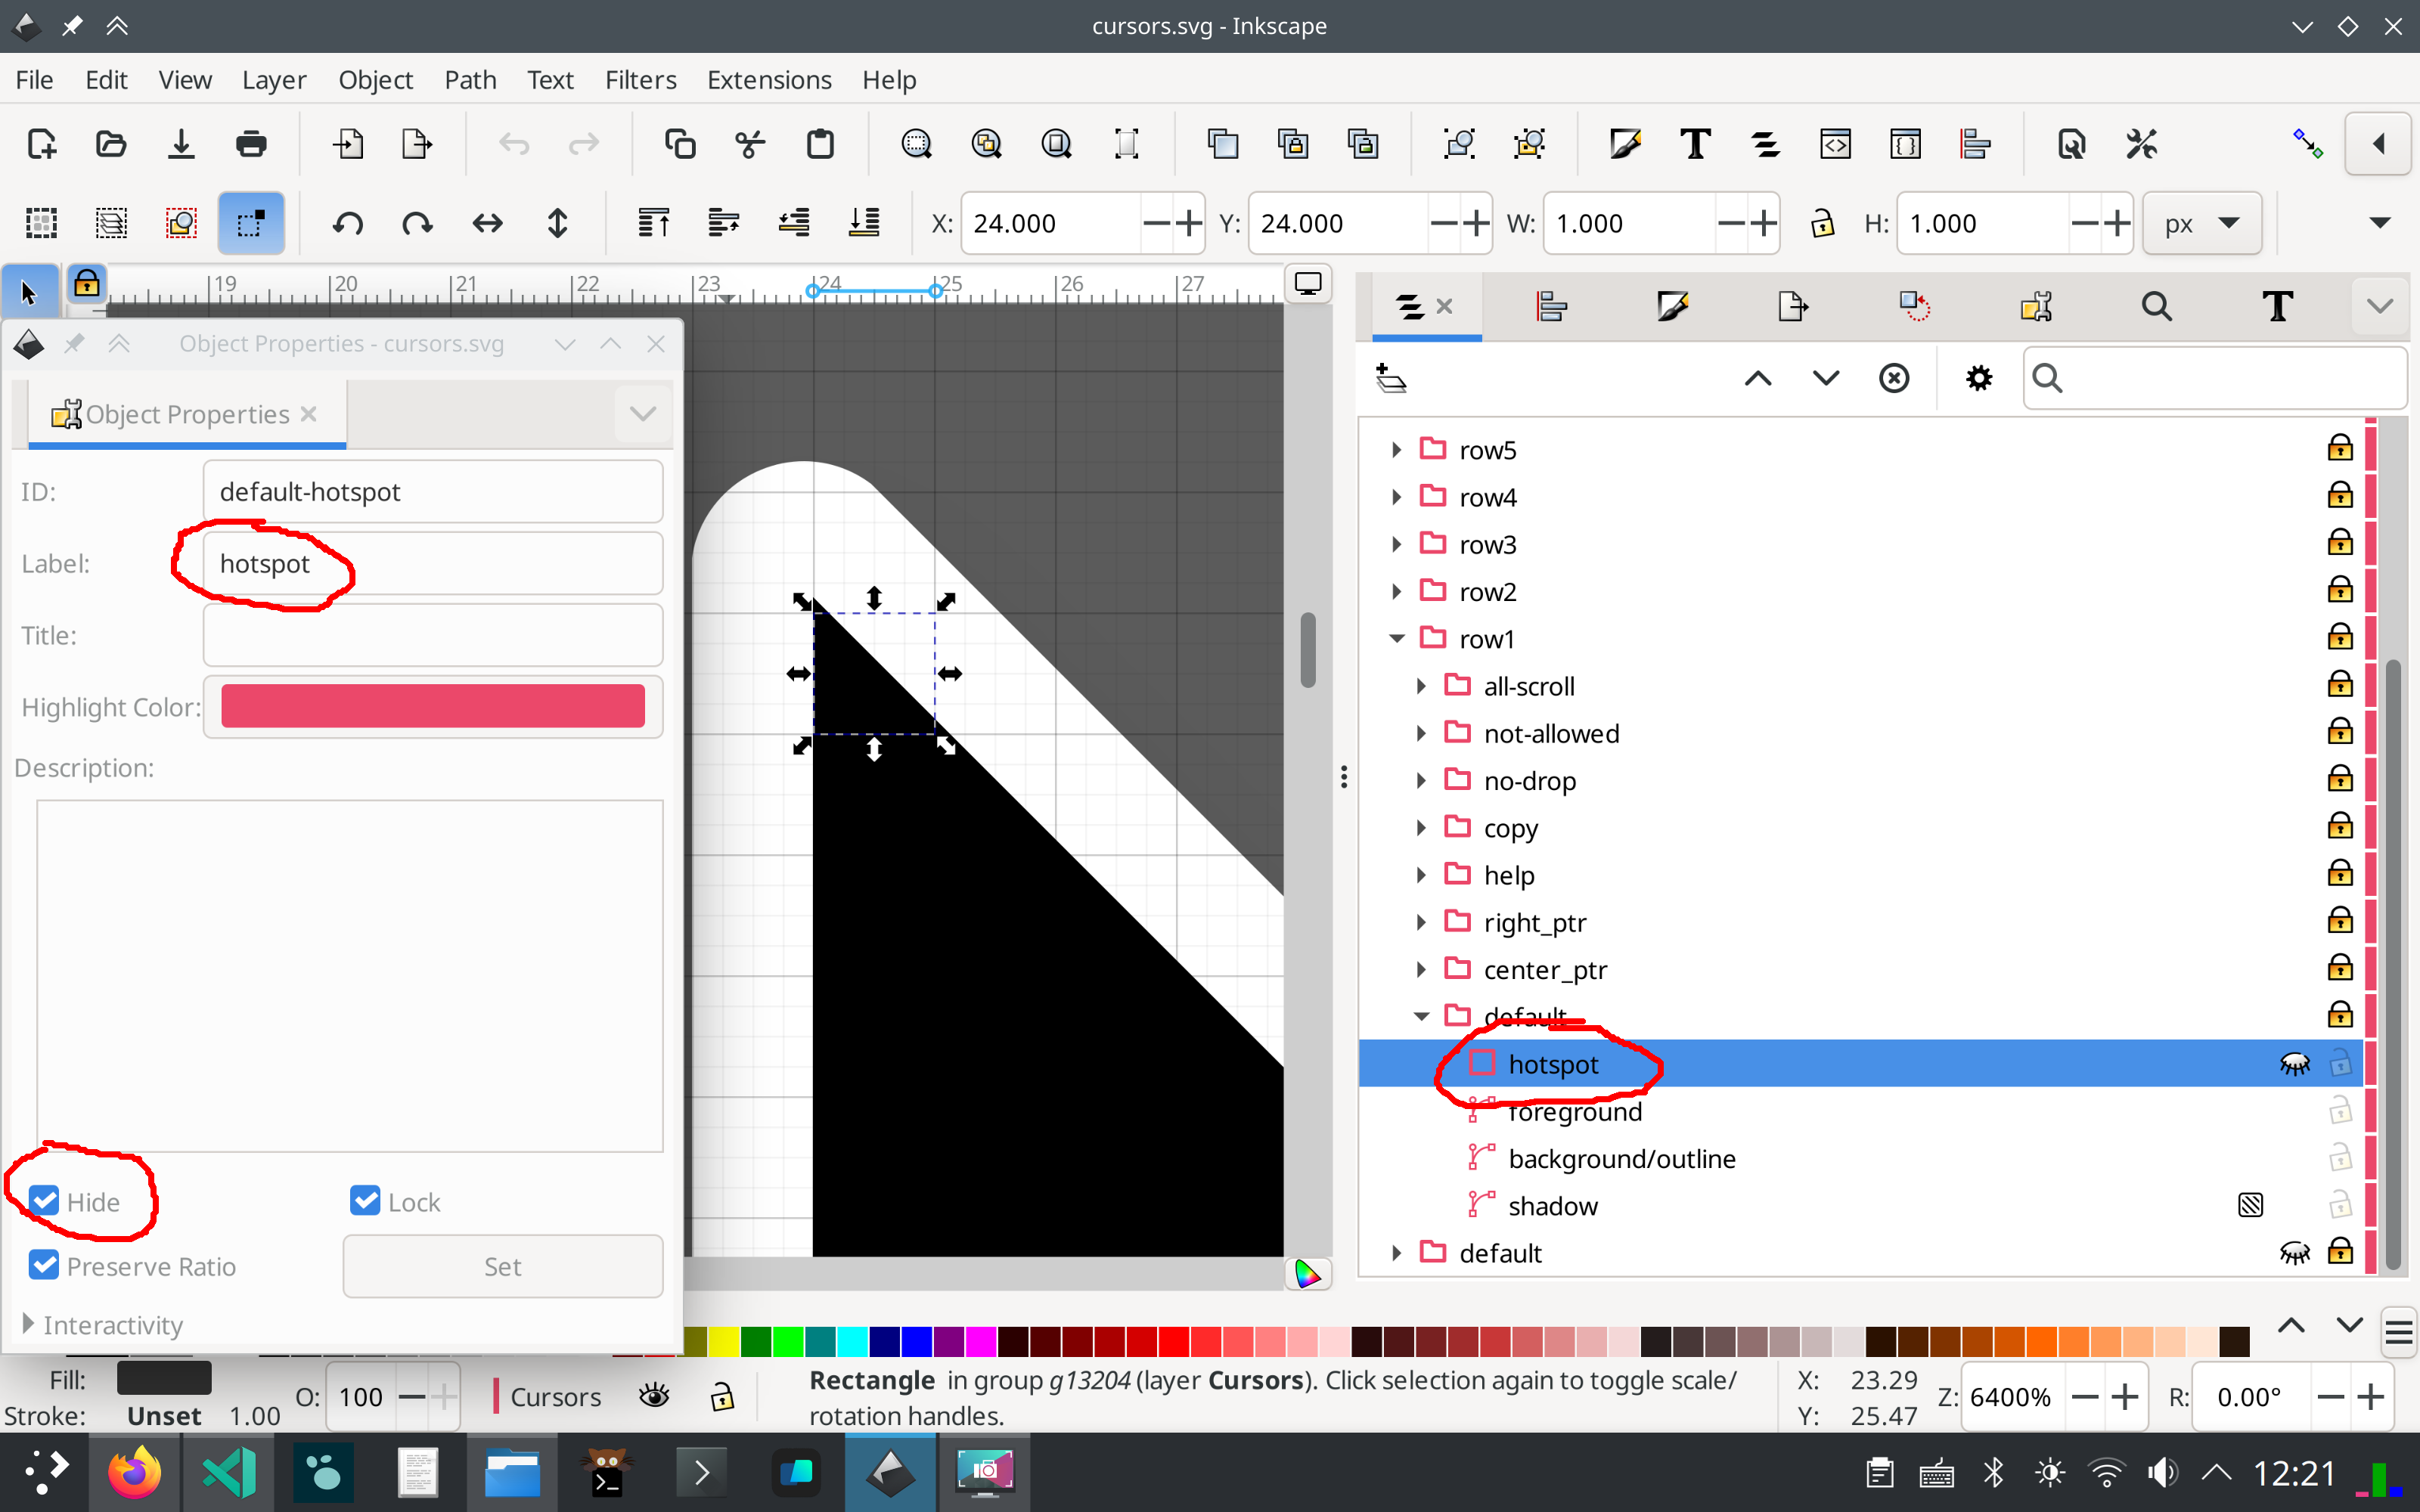 cursors.svg - Inkscape
File Edit View Layer Object Path Text Filters Extensions Help
X: 24.000 Y: 24.000 W: 1.000 H: 1.000 px
19 20 21 22 23 24 25 26 27
Object Properties - cursors.svg
Object Properties
ID: default-hotspot
Label: hotspot
Title:
Highlight Color:
Description:
Hide Lock
Preserve Ratio Set
Interactivity
row5
row4
row3
row2
row1
all-scroll
not-allowed
no-drop
copy
help
right_ptr
center_ptr
default
hotspot
foreground
background/outline
shadow
default
Fill:
Stroke: Unset 1.00
O: 100
Cursors
Rectangle in group g13204 (layer Cursors). Click selection again to toggle scale/
rotation handles.
X: 23.29
Y: 25.47
Z: 6400%
R: 0.00°
12:21